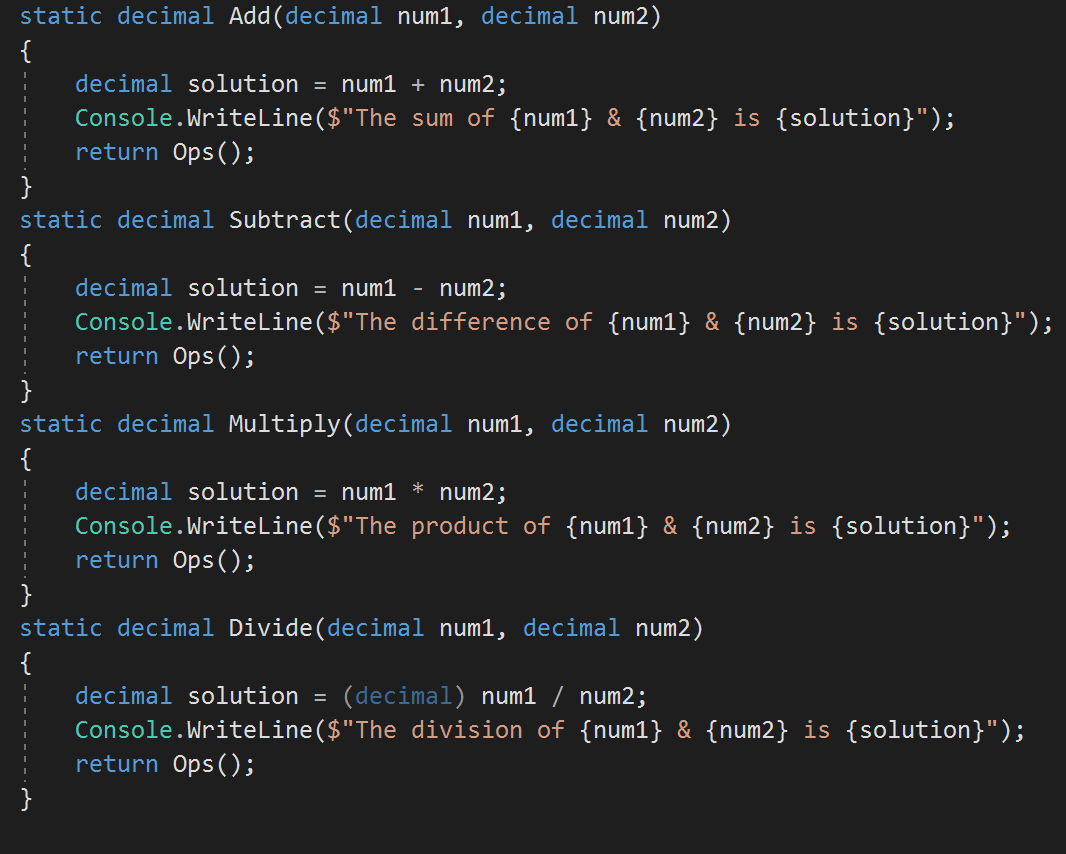 static decimal Add(decimal num1, decimal num2)
{
    decimal solution = num1 + num2;
    Console.WriteLine($"The sum of {num1} & {num2} is {solution}");
    return Ops();
}
static decimal Subtract(decimal num1, decimal num2)
{
    decimal solution = num1 - num2;
    Console.WriteLine($"The difference of {num1} & {num2} is {solution}");
    return Ops();
}
static decimal Multiply(decimal num1, decimal num2)
{
    decimal solution = num1 * num2;
    Console.WriteLine($"The product of {num1} & {num2} is {solution}");
    return Ops();
}
static decimal Divide(decimal num1, decimal num2)
{
    decimal solution = (decimal) num1 / num2;
    Console.WriteLine($"The division of {num1} & {num2} is {solution}");
    return Ops();
}